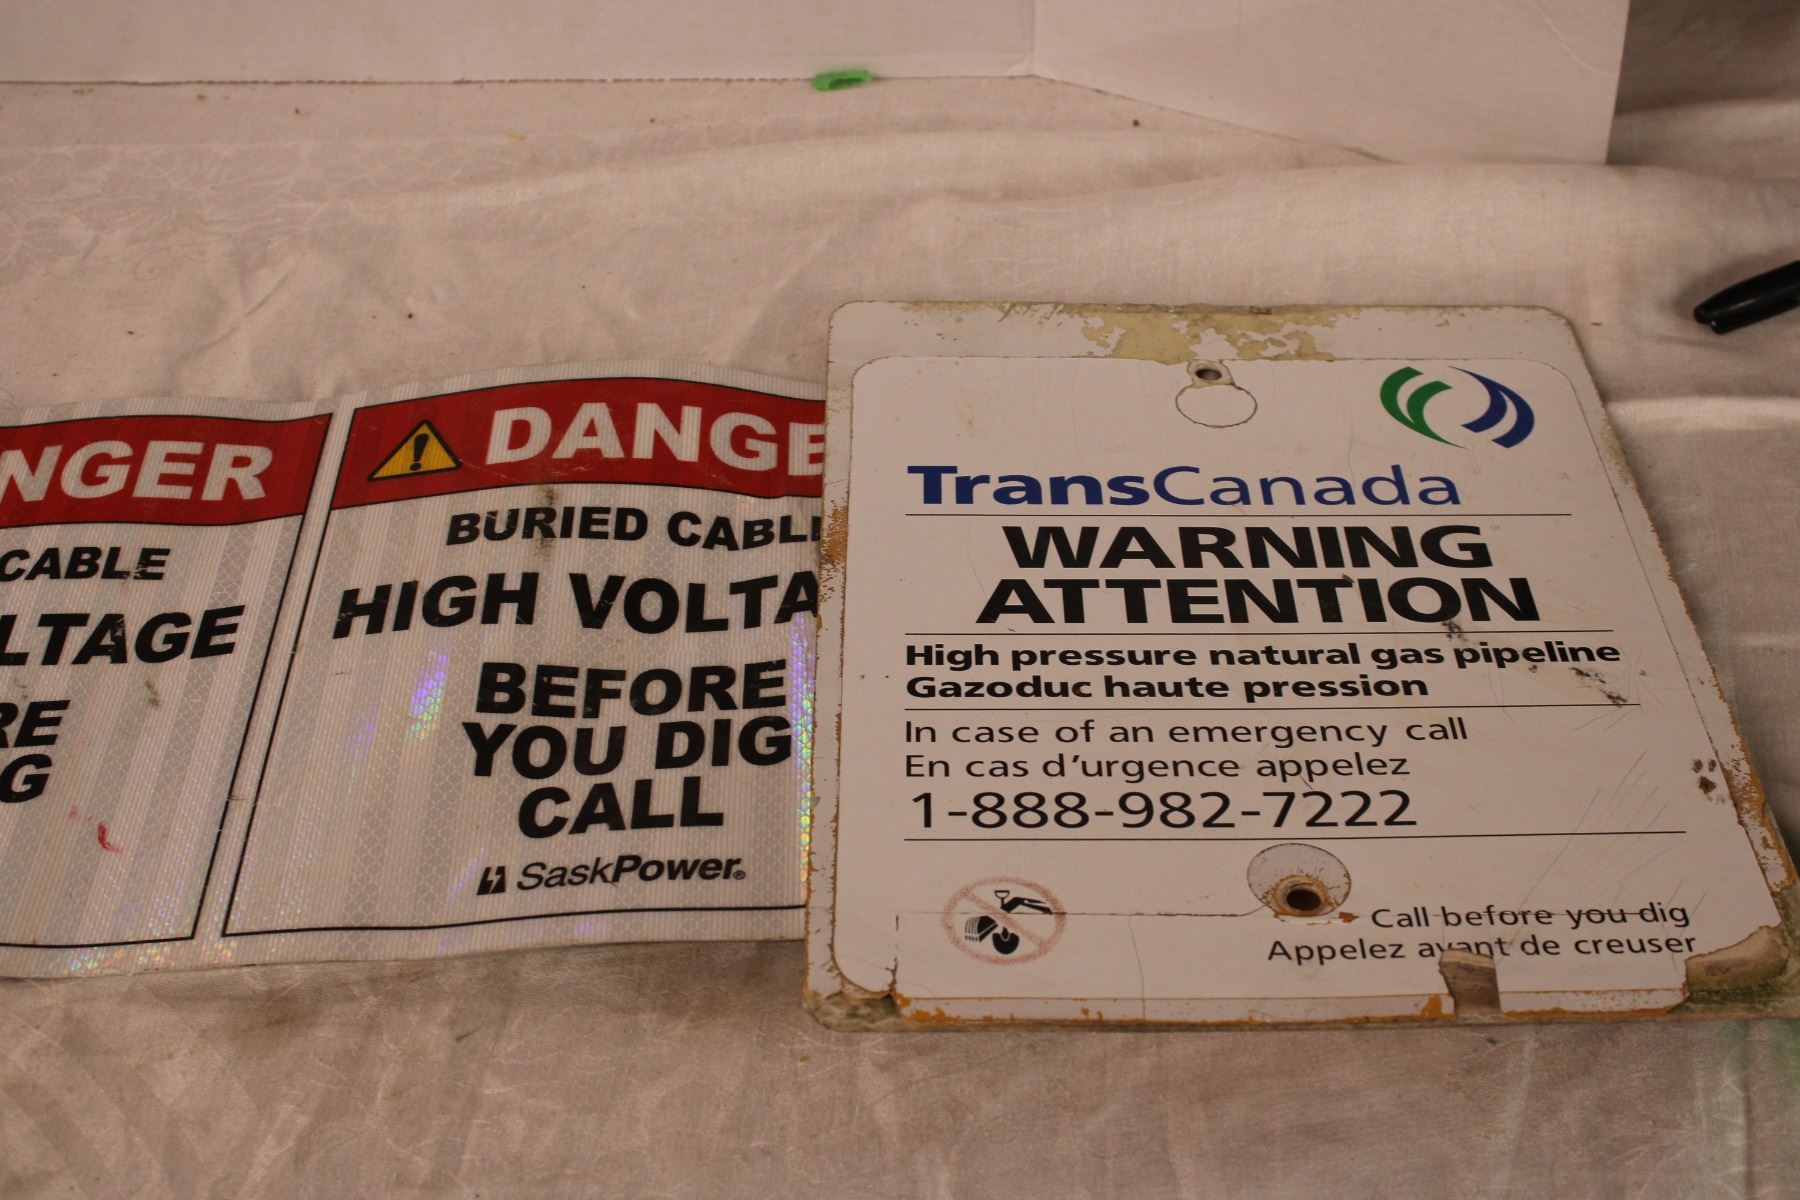 NGER
CABLE
LTAGE
RE
G
DANGE
BURIED CABLE
HIGH VOLTA
BEFORE
YOU DIG
CALL
SaskPower®
TransCanada
WARNING
ATTENTION
High pressure natural gas pipeline
Gazoduc haute pression
In case of an emergency call
En cas d'urgence appelez
1-888-982-7222
Call before you dig
Appelez avant de creuser